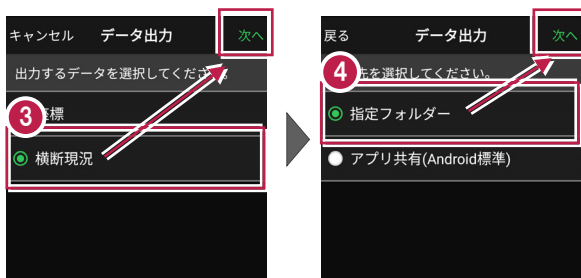 キャンセル データ出力 次へ
出力するデータを選択してくださ
3
標
横断現況
戻る データ出力 次へ
4
先を選択してください。
指定フォルダー
アプリ共有(Android標準)